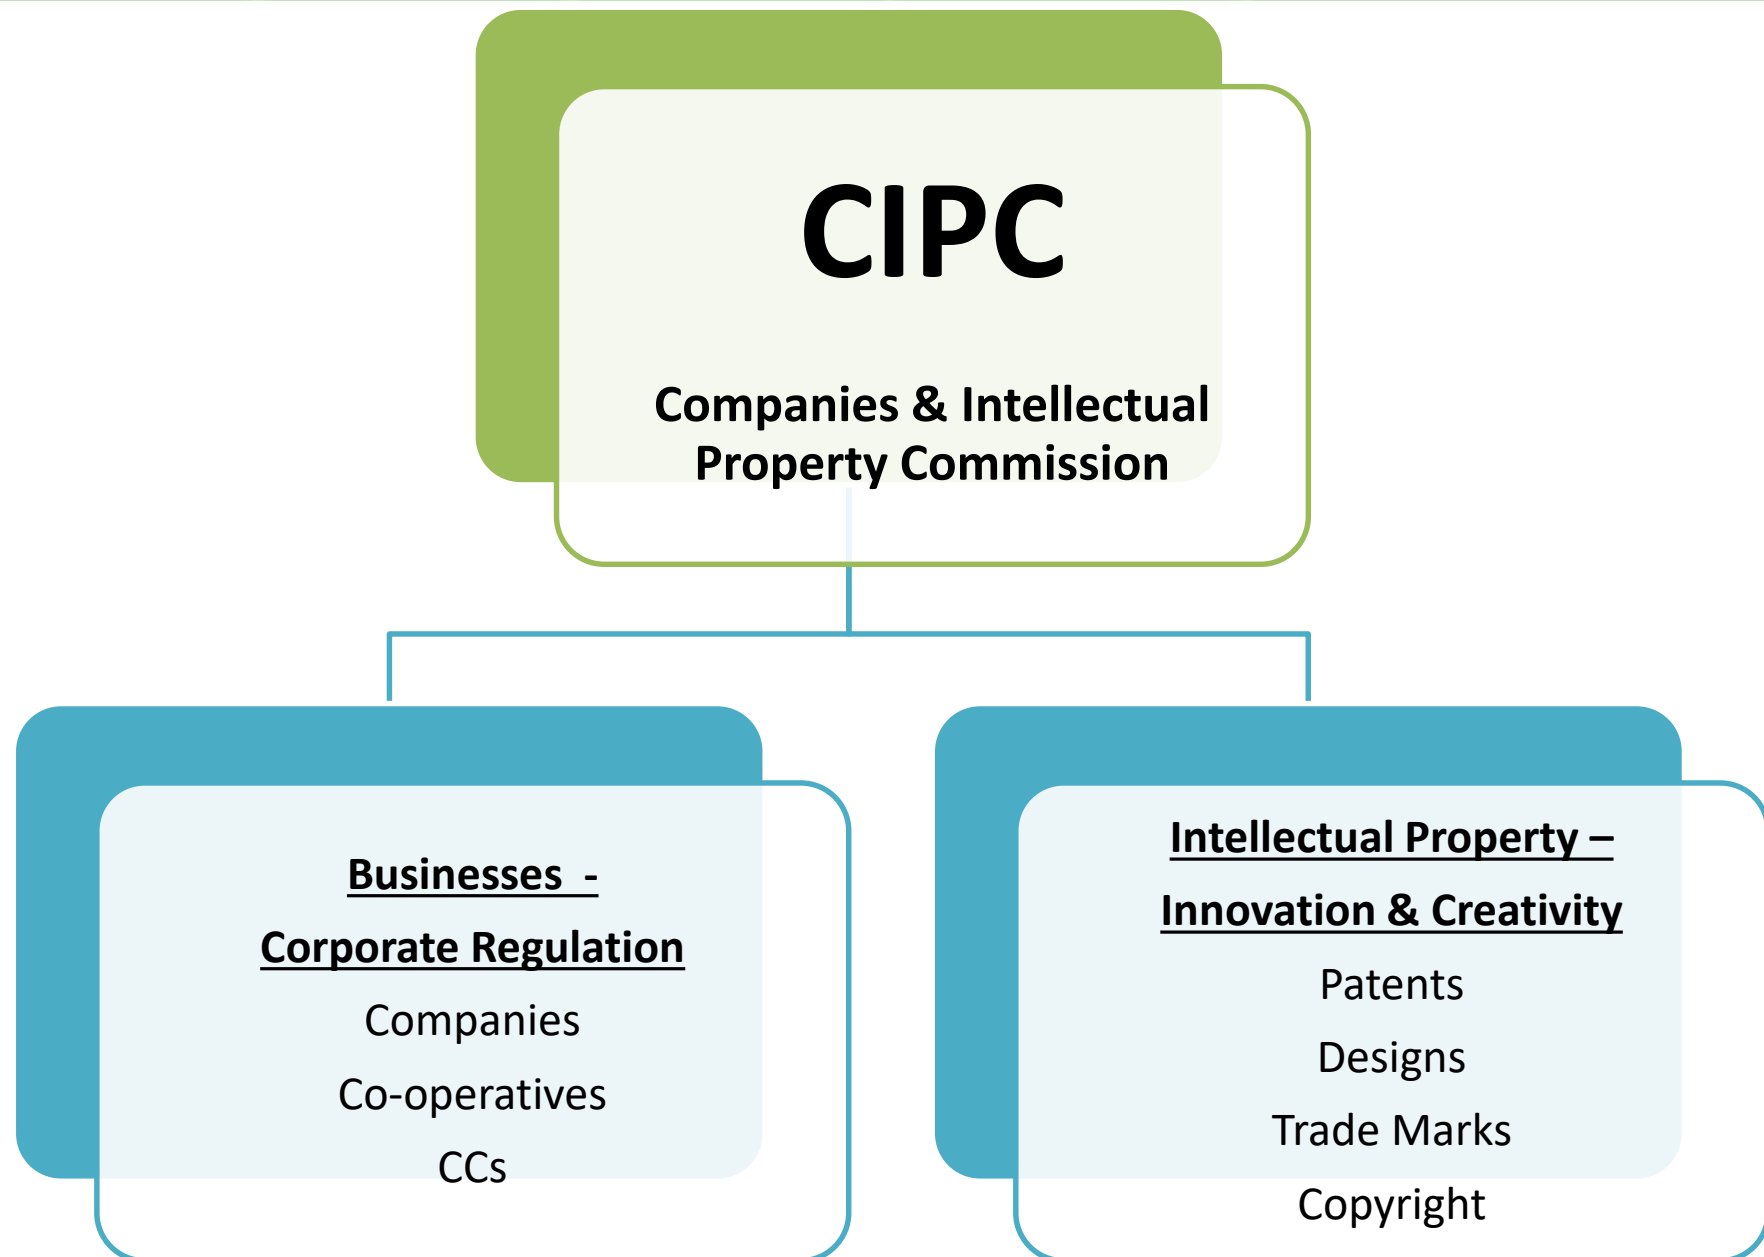 CIPC
Companies & Intellectual
Property Commission
Businesses  -
Corporate Regulation
Companies
Co-operatives
CCs
Intellectual Property –
Innovation & Creativity
Patents
Designs
Trade Marks
Copyright